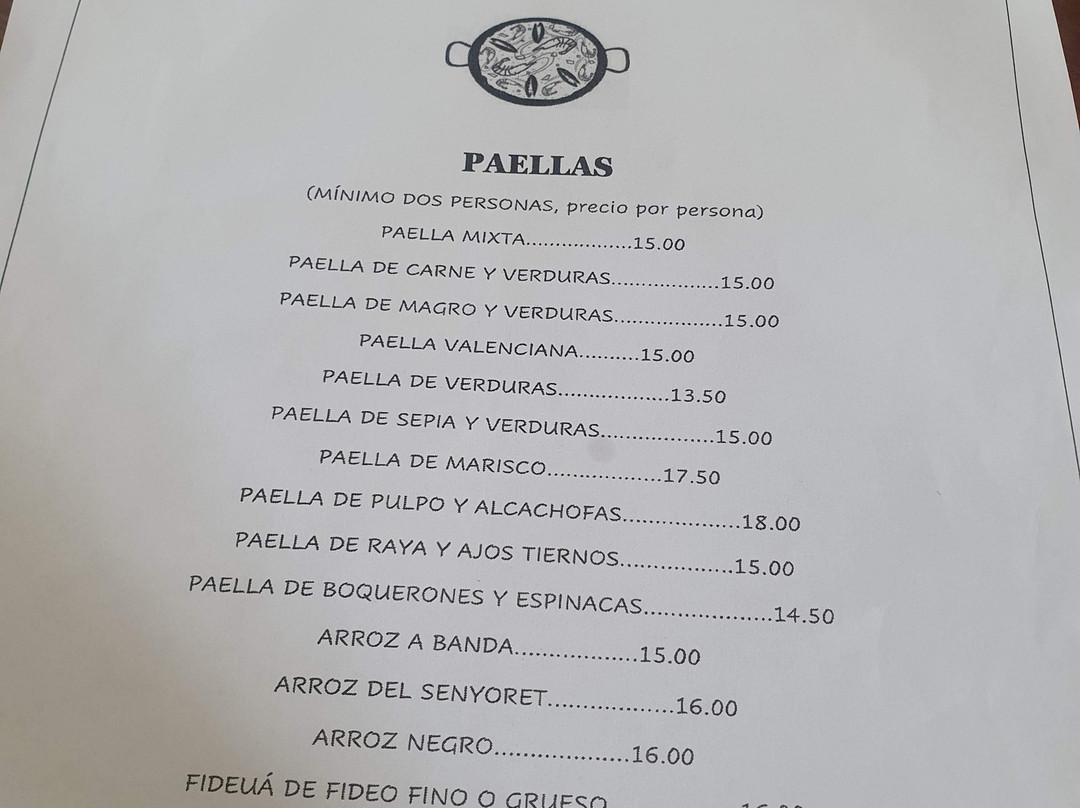 PAELLAS
(MÍNIMO DOS PERSONAS, precio por persona)
PAELLA MIXTA...................15.00
PAELLA DE CARNE Y VERDURAS...................15.00
PAELLA DE MAGRO Y VERDURAS...................15.00
PAELLA VALENCIANA..........15.00
PAELLA DE VERDURAS...................13.50
PAELLA DE SEPIA Y VERDURAS...................15.00
PAELLA DE MARISCO...................17.50
PAELLA DE PULPO Y ALCACHOFAS...................18.00
PAELLA DE RAYA Y AJOS TIERNOS...................15.00
PAELLA DE BOQUERONES Y ESPINACAS...................14.50
ARROZ A BANDA...................15.00
ARROZ DEL SENYORET...................16.00
ARROZ NEGRO...................16.00
FIDEUÁ DE FIDEO FINO O GRUESO